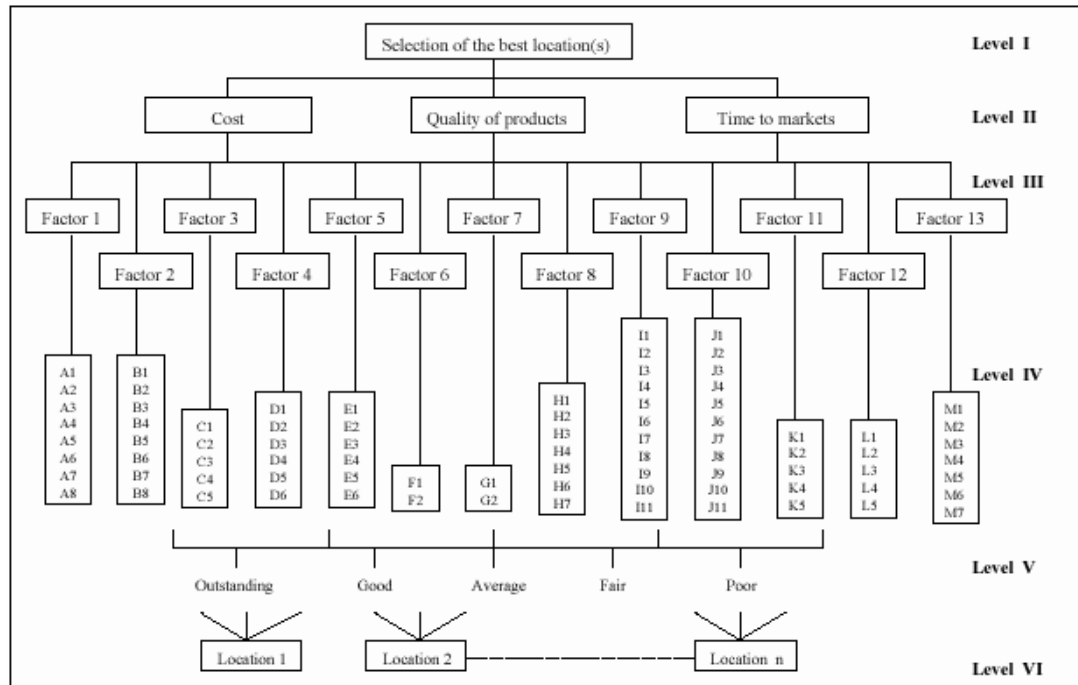 Selection of the best location(s)
Level I
Cost
Quality of products
Time to markets
Level II
Level III
Factor 1
Factor 3
Factor 5
Factor 7
Factor 9
Factor 11
Factor 13
Factor 2
Factor 4
Factor 6
Factor 8
Factor 10
Factor 12
Level IV
A1
A2
A3
A4
A5
A6
A7
A8
B1
B2
B3
B4
B5
B6
B7
B8
C1
C2
C3
C4
C5
D1
D2
D3
D4
D5
D6
E1
E2
E3
E4
E5
E6
F1
F2
G1
G2
H1
H2
H3
H4
H5
H6
H7
I1
I2
I3
I4
I5
I6
I7
I8
I9
I10
I11
J1
J2
J3
J4
J5
J6
J7
J8
J9
J10
J11
K1
K2
K3
K4
K5
L1
L2
L3
L4
L5
M1
M2
M3
M4
M5
M6
M7
Level V
Outstanding
Good
Average
Fair
Poor
Location 1
Location 2
Location n
Level VI